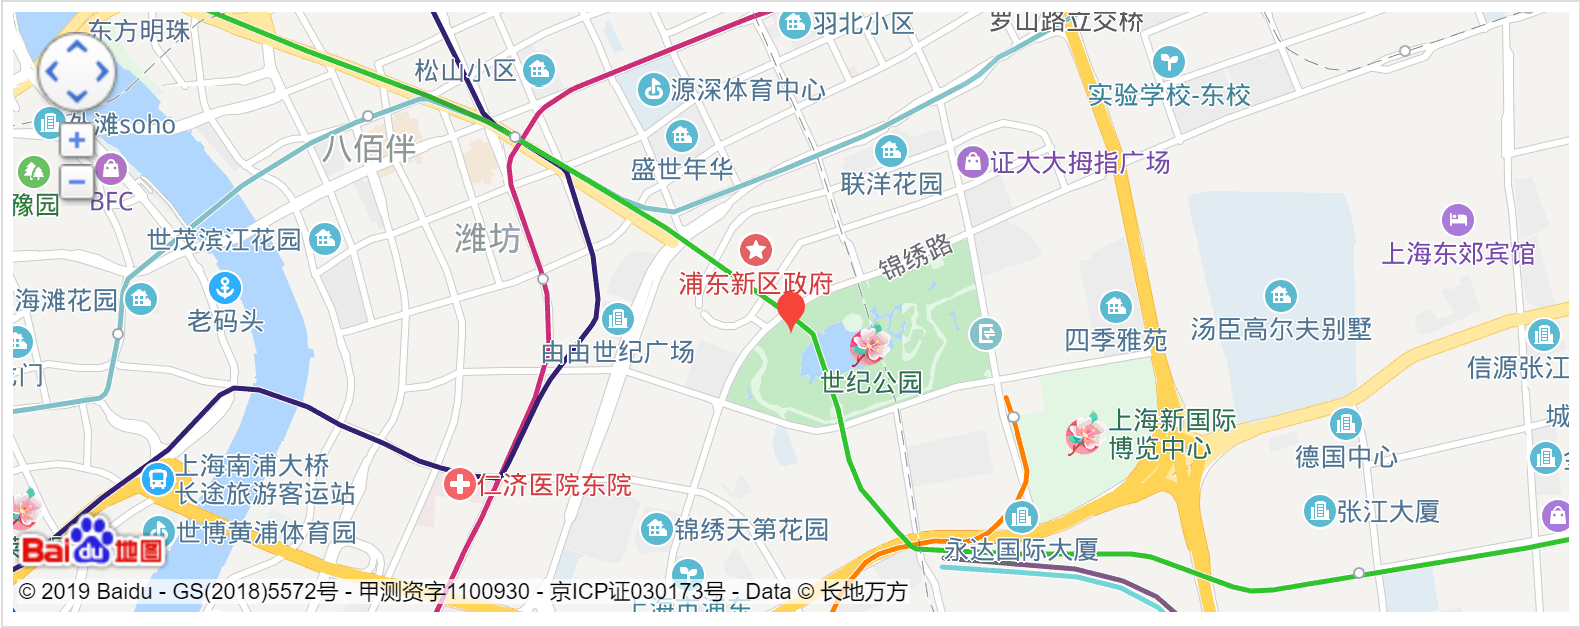 东方明珠
羽北小区
罗山路立交桥
松山小区
源深体育中心
实验学校-东校
外滩soho
八佰伴
盛世年华
联洋花园
证大大拇指广场
豫园
BFC
世茂滨江花园
潍坊
锦绣路
上海东郊宾馆
浦东新区政府
海滩花园
老码头
由由世纪广场
四季雅苑
汤臣高尔夫别墅
信源张江
门
世纪公园
上海新国际
博览中心
城
德国中心
上海南浦大桥
长途旅游客运站
仁济医院东院
张江大厦
世博黄浦体育园
锦绣天第花园
永达国际大厦
Bai du 地图
© 2019 Baidu - GS(2018)5572号 - 甲测资字1100930 - 京ICP证030173号 - Data © 长地万方